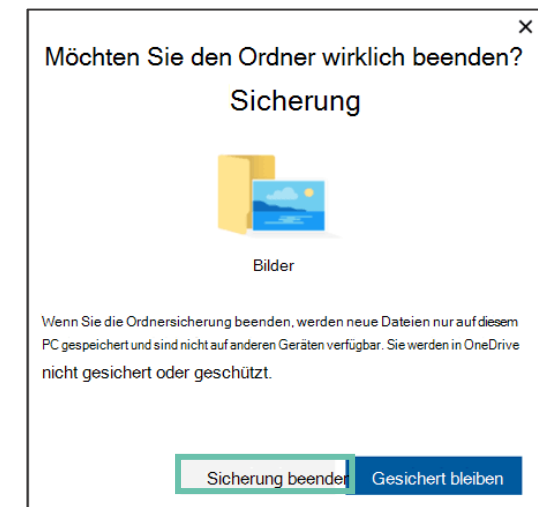 Möchten Sie den Ordner wirklich beenden?
Sicherung
Bilder
Wenn Sie die Ordnersicherung beenden, werden neue Dateien nur auf diesem
PC gespeichert und sind nicht auf anderen Geräten verfügbar. Sie werden in OneDrive
nicht gesichert oder geschützt.
Sicherung beenden Gesichert bleiben